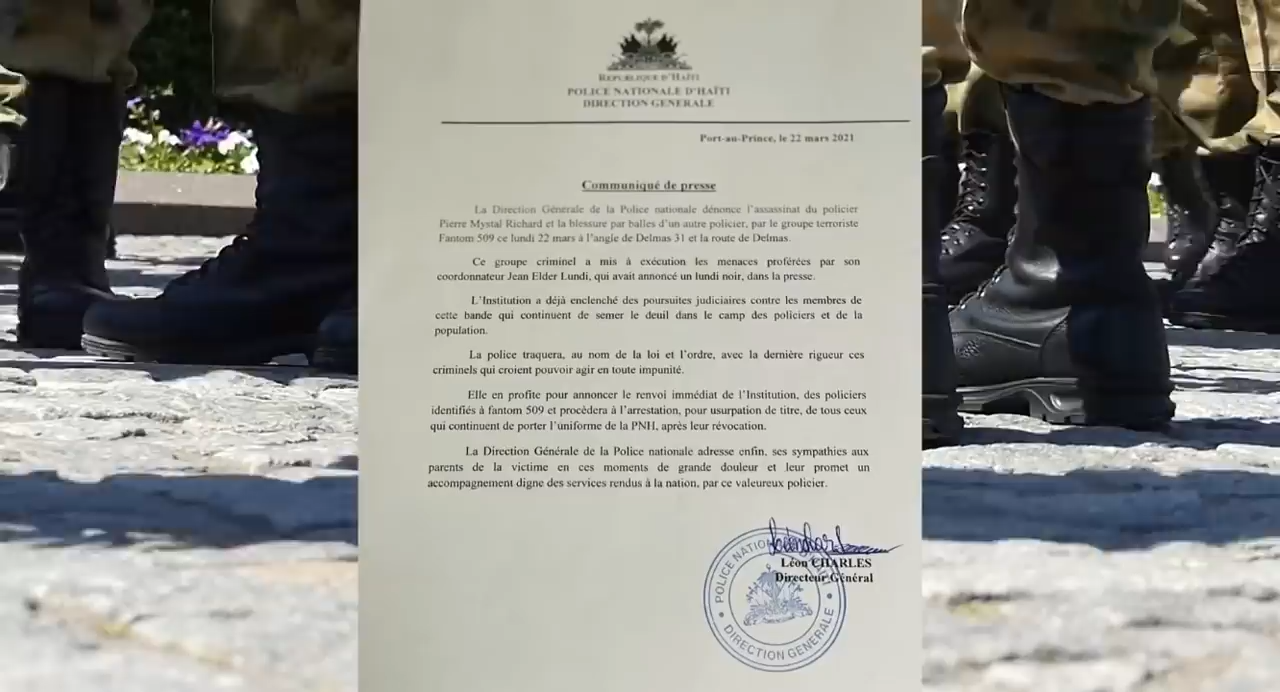 REPUBLIQUE D'HAÏTI
POLICE NATIONALE D'HAÏTI
DIRECTION GENERALE
Port-au-Prince, le 22 mars 2021
Communiqué de presse
La Direction Générale de la Police nationale dénonce l'assassinat du policier
Pierre Mystal Richard et la blessure par balles d'un autre policier, par le groupe terroriste
Fantom 509 ce lundi 22 mars à l'angle de Delmas 31 et la route de Delmas.
Ce groupe criminel a mis à exécution les menaces proférées par son
coordonnateur Jean Elder Lundi, qui avait annoncé un lundi noir, dans la presse.
L'Institution a déjà enclenché des poursuites judiciaires contre les membres de
cette bande qui continuent de semer le deuil dans le camp des policiers et de la
population.
La police traquera, au nom de la loi et l'ordre, avec la dernière rigueur ces
criminels qui croient pouvoir agir en toute impunité.
Elle en profite pour annoncer le renvoi immédiat de l'Institution, des policiers
identifiés à fantom 509 et procèdera à l'arrestation, pour usurpation de titre, de tous ceux
qui continuent de porter l'uniforme de la PNH, après leur révocation.
La Direction Générale de la Police nationale adresse enfin, ses sympathies aux
parents de la victime en ces moments de grande douleur et leur promet un
accompagnement digne des services rendus à la nation, par ce valeureux policier.
Léon CHARLES
Directeur Général
POLICE NATIONALE D'HAITI
DIRECTION GENERALE